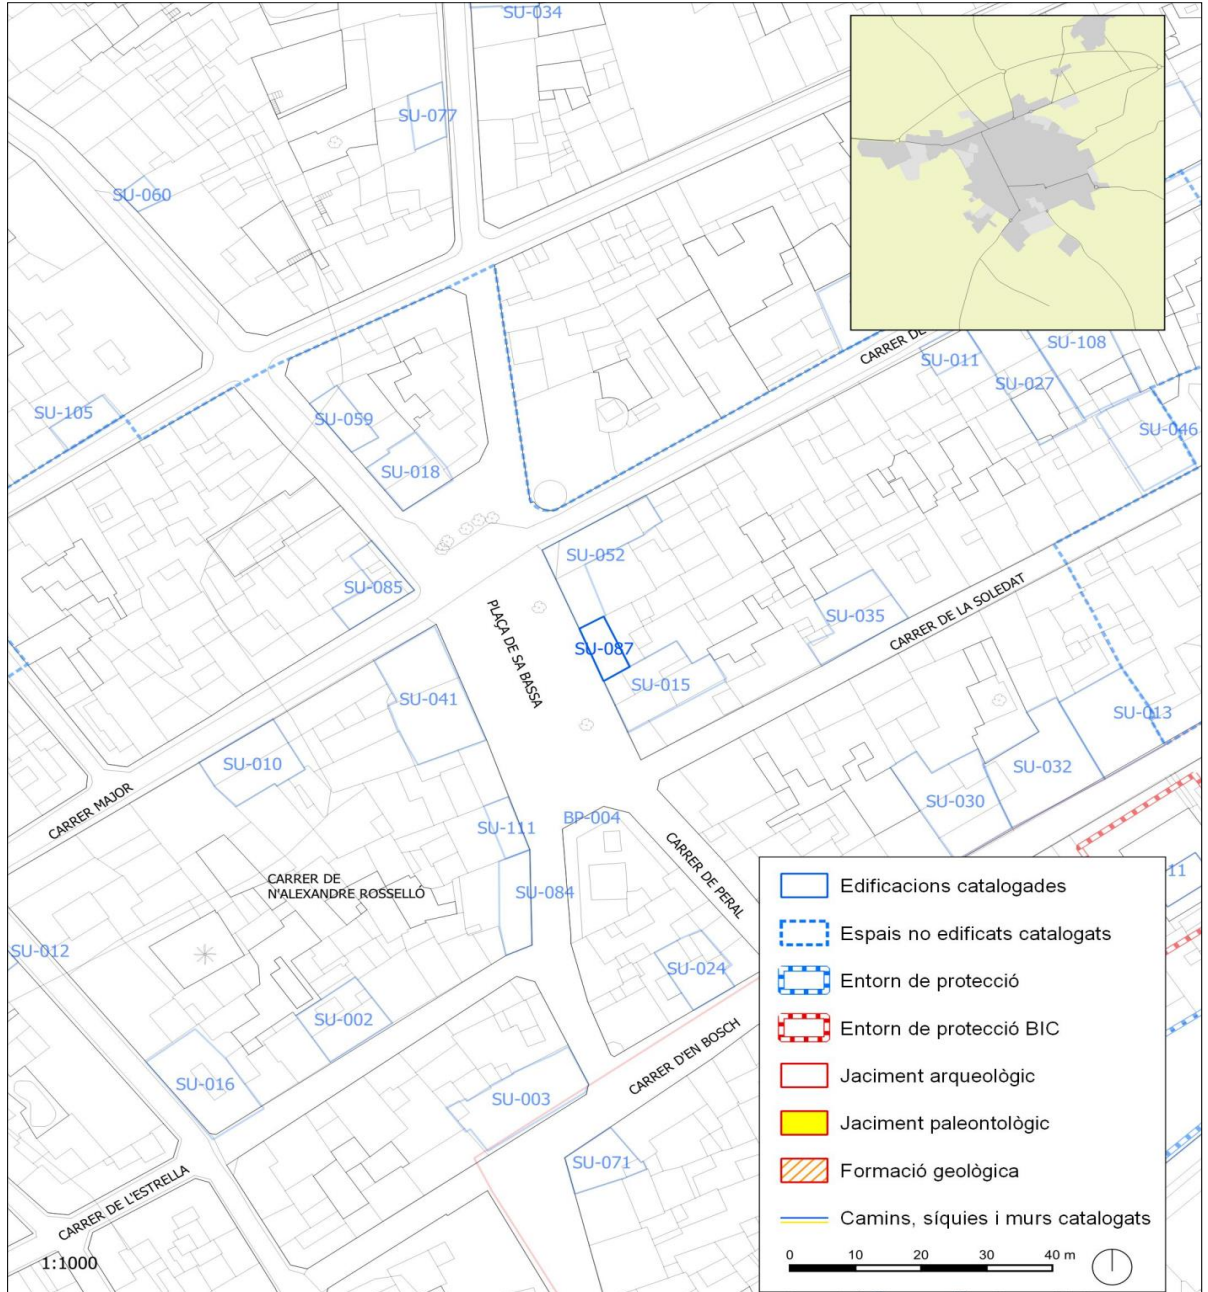 SU-034
SU-077
SU-060
CARRER DE
SU-011
SU-108
SU-027
SU-105
SU-059
SU-046
SU-018
SU-052
SU-085
PLAÇA DE SA BASSA
SU-035
CARRER DE LA SOLEDAT
SU-087
SU-015
SU-041
SU-013
SU-010
SU-032
CARRER MAJOR
SU-030
SU-111
BP-004
CARRER DE PERAL
11
CARRER DE
N'ALEXANDRE ROSSELLÓ
SU-084
SU-012
SU-024
SU-002
CARRER D'EN BOSCH
SU-016
SU-003
SU-071
CARRER DE L'ESTRELLA
1:1000
Edificacions catalogades
Espais no edificats catalogats
Entorn de protecció
Entorn de protecció BIC
Jaciment arqueològic
Jaciment paleontològic
Formació geològica
Camins, síquies i murs catalogats
0 10 20 30 40 m